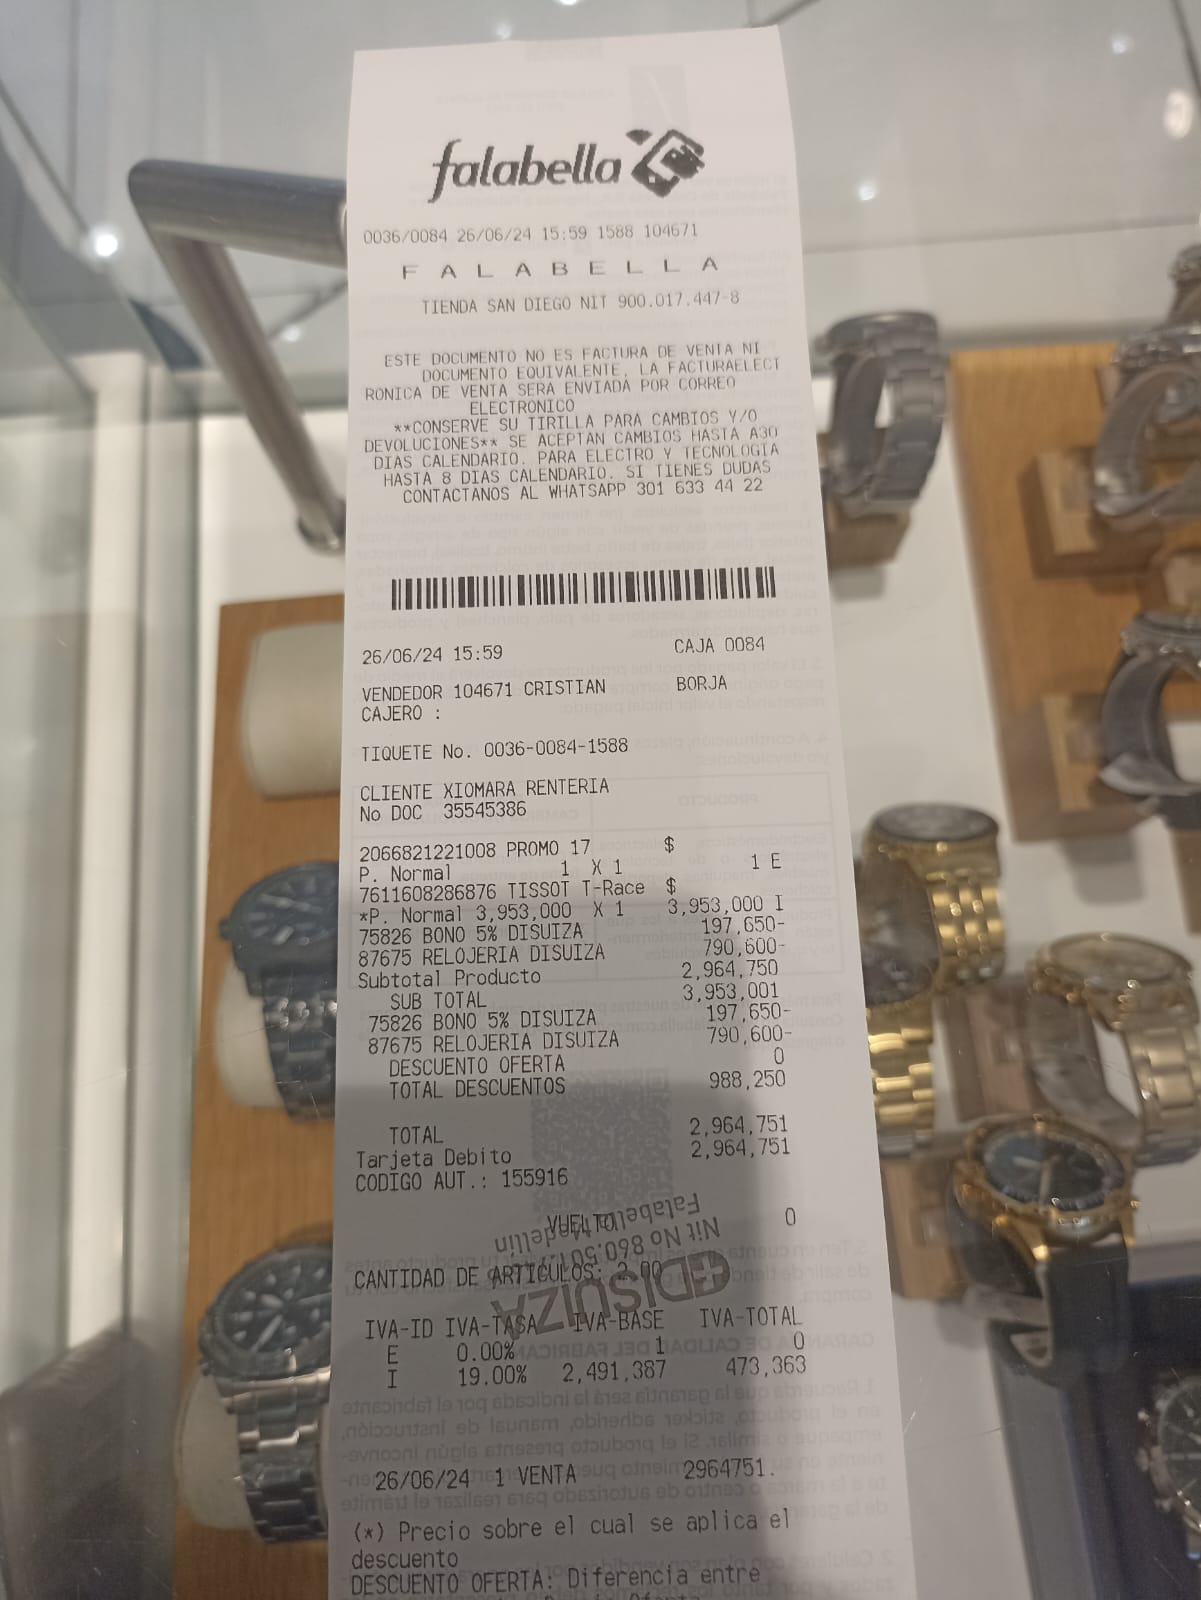 falabella
0036/0084 26/06/24 15:59 1588 104671
F A L A B E L L A
TIENDA SAN DIEGO NIT 900.017.447-8
ESTE DOCUMENTO NO ES FACTURA DE VENTA NI
DOCUMENTO EQUIVALENTE, LA FACTURAELECT
RONICA DE VENTA SERA ENVIADA POR CORREO
ELECTRONICO
**CONSERVE SU TIRILLA PARA CAMBIOS Y/O
DEVOLUCIONES** SE ACEPTAN CAMBIOS HASTA A30
DIAS CALENDARIO. PARA ELECTRO Y TECNOLOGIA
HASTA 8 DIAS CALENDARIO. SI TIENES DUDAS
CONTACTANOS AL WHATSAPP 301 633 44 22
26/06/24 15:59 CAJA 0084
VENDEDOR 104671 CRISTIAN BORJA
CAJERO :
TIQUETE No. 0036-0084-1588
CLIENTE XIOMARA RENTERIA
No DOC 35545386
2066821221008 PROMO 17 $
P. Normal 1 X 1 1 E
7611608286876 TISSOT T-Race $
*P. Normal 3,953,000 X 1 3,953,000 I
75826 BONO 5% DISUIZA 197,650-
87675 RELOJERIA DISUIZA 790,600-
Subtotal Producto 2,964,750
SUB TOTAL 3,953,001
75826 BONO 5% DISUIZA 197,650-
87675 RELOJERIA DISUIZA 790,600-
DESCUENTO OFERTA 0
TOTAL DESCUENTOS 988,250
TOTAL 2,964,751
Tarjeta Debito 2,964,751
CODIGO AUT.: 155916
VUELTO 0
Falabella Medellin
Nit No 860.501.098
DISUIZA
CANTIDAD DE ARTICULOS: 2.00
IVA-ID IVA-TASA IVA-BASE IVA-TOTAL
E 0.00% 1 0
I 19.00% 2,491,387 473,363
26/06/24 1 VENTA 2964751.
(*) Precio sobre el cual se aplica el
descuento
DESCUENTO OFERTA: Diferencia entre